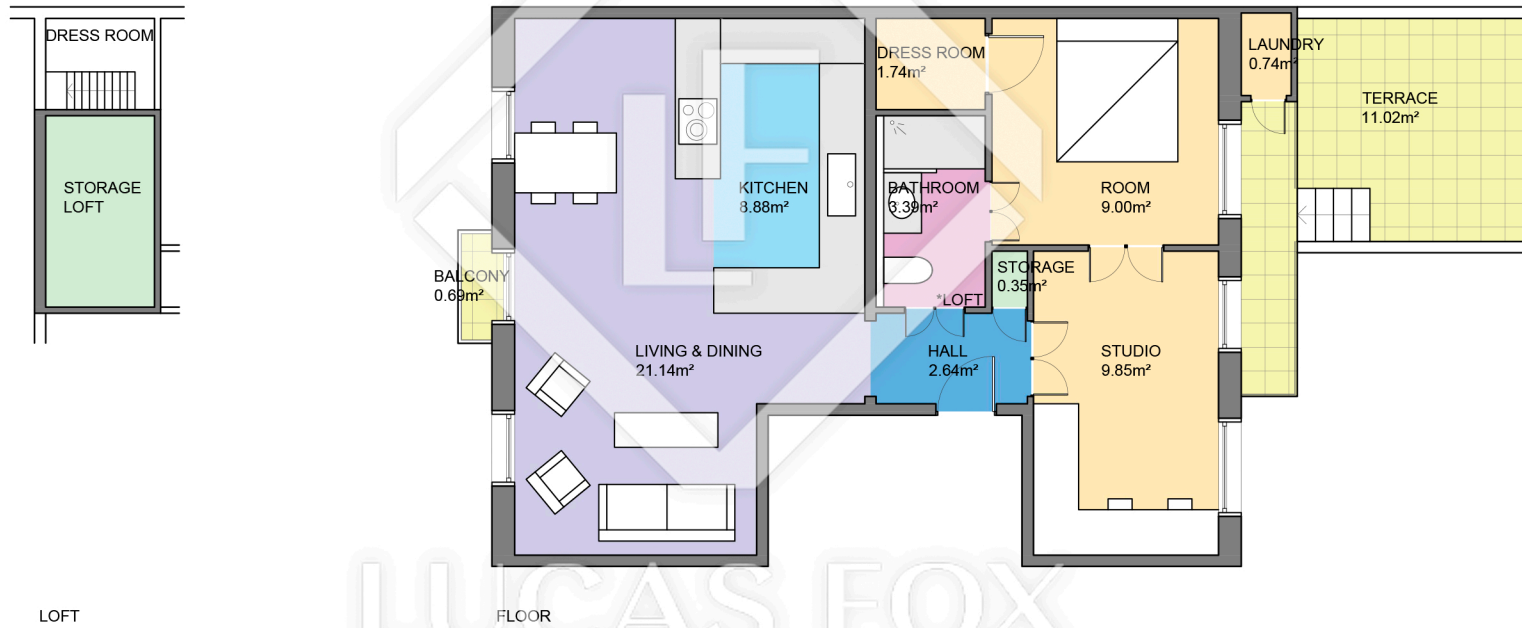 DRESS ROOM
STORAGE
LOFT
LOFT
DRESS ROOM
1.74m²
LAUNDRY
0.74m²
TERRACE
11.02m²
KITCHEN
8.88m²
BATHROOM
3.39m²
ROOM
9.00m²
BALCONY
0.69m²
STORAGE
0.35m²
*LOFT
LIVING & DINING
21.14m²
HALL
2.64m²
STUDIO
9.85m²
LUCAS FOX
FLOOR